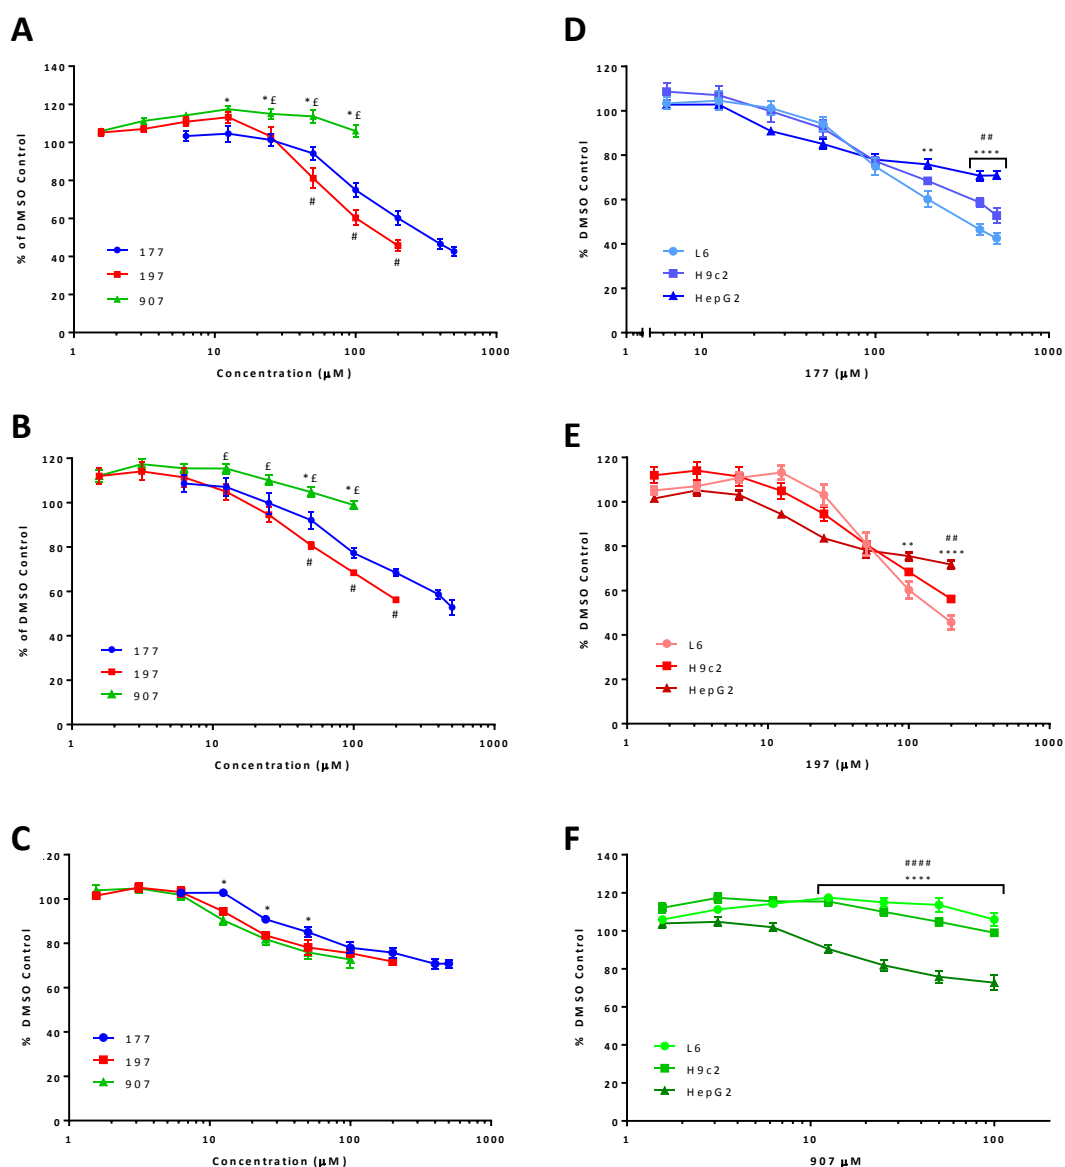 A
% of DMSO Control
140
120
100
80
60
40
20
0
* *£ *£ *£
# # #
177
197
907
1 10 100 1000
Concentration (µM)
B
% of DMSO Control
120
100
80
60
40
20
0
£ £ *£ *£
# # #
177
197
907
1 10 100 1000
Concentration (µM)
C
% DMSO Control
.20
100
80
60
40
20
0
* * *
177
197
907
1 10 100 1000
Concentration (µM)
D
% DMSO Control
120
100
80
60
40
20
0
##
** ****
L6
H9c2
HepG2
1 10 100 1000
177 (µM)
E
% DMSO Control
120
100
80
60
40
20
0
##
** ****
L6
H9c2
HepG2
1 10 100 1000
197 (µM)
F
% DMSO Control
140
120
100
80
60
40
20
0
####
****
L6
H9c2
HepG2
1 10 100
907 µM